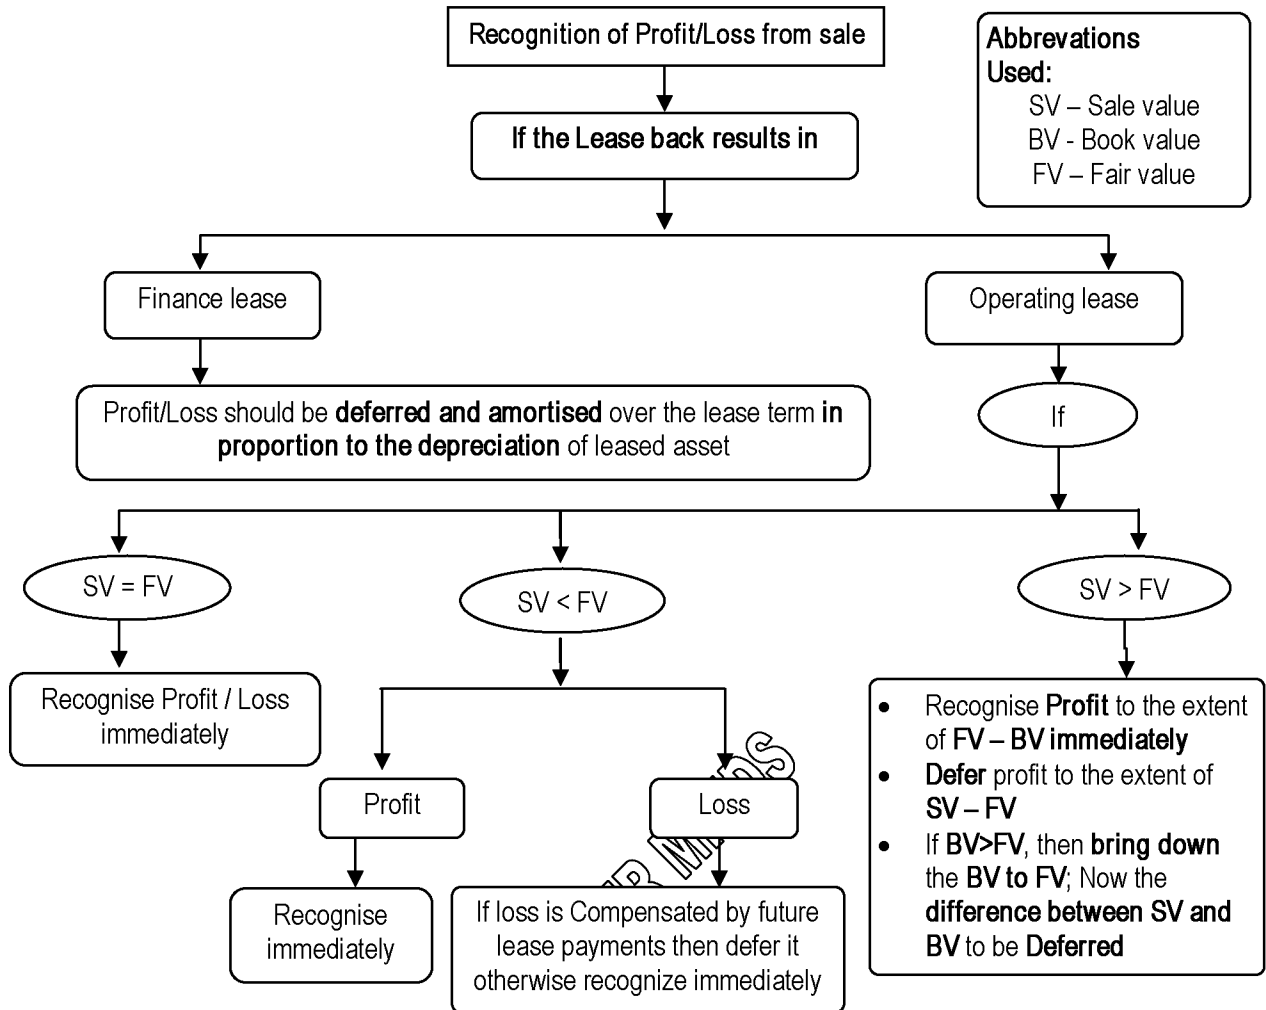 Recognition of Profit/Loss from sale
Abbrevations
Used:
SV – Sale value
BV - Book value
FV – Fair value
If the Lease back results in
Finance lease
Operating lease
Profit/Loss should be deferred and amortised over the lease term in
proportion to the depreciation of leased asset
If
SV = FV
SV < FV
SV > FV
Recognise Profit / Loss
immediately
Profit
Loss
Recognise
immediately
If loss is Compensated by future
lease payments then defer it
otherwise recognize immediately
• Recognise Profit to the extent
of FV – BV immediately
• Defer profit to the extent of
SV – FV
• If BV>FV, then bring down
the BV to FV; Now the
difference between SV and
BV to be Deferred